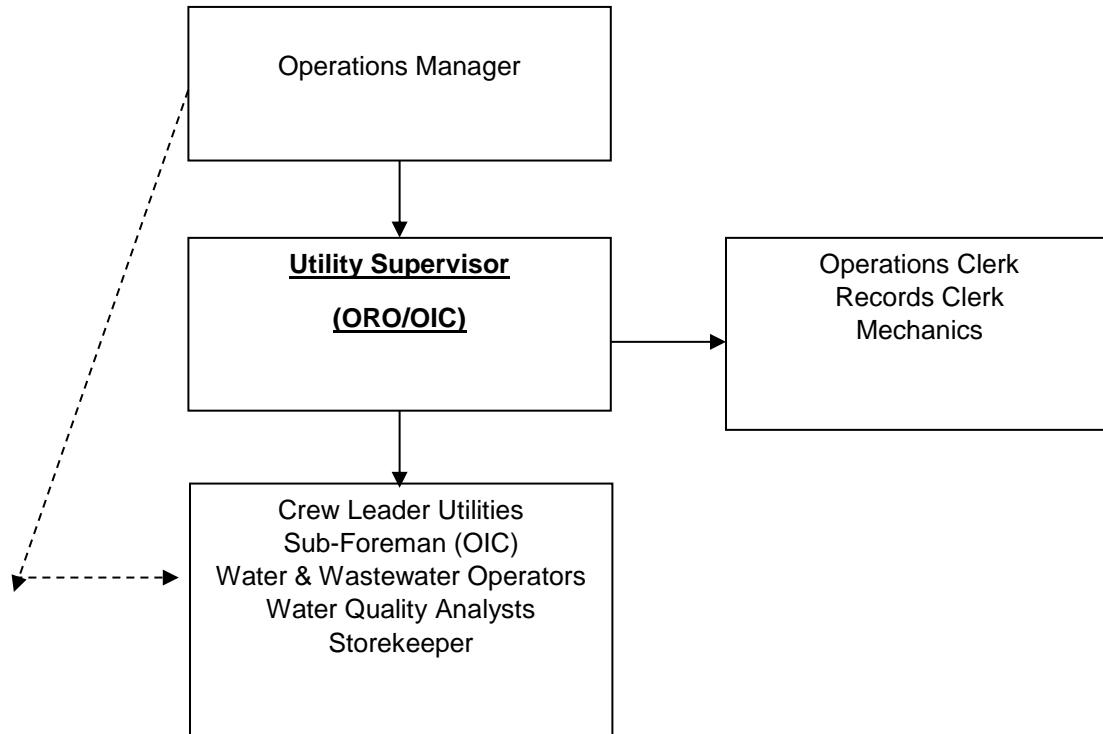 Operations Manager
Utility Supervisor
(ORO/OIC)
Operations Clerk
Records Clerk
Mechanics
Crew Leader Utilities
Sub-Foreman (OIC)
Water & Wastewater Operators
Water Quality Analysts
Storekeeper